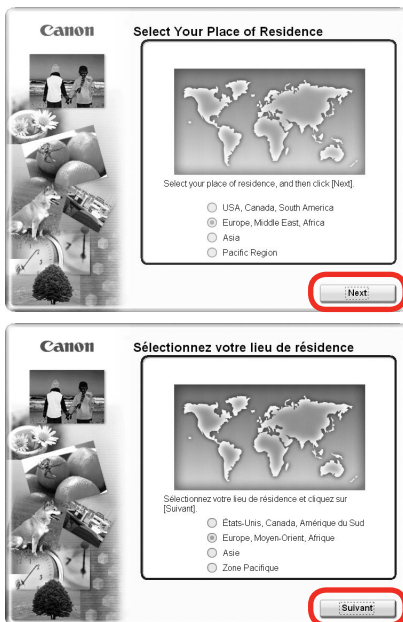 Canon
Select Your Place of Residence
Select your place of residence, and then click [Next].
USA, Canada, South America
Europe, Middle East, Africa
Asia
Pacific Region
Next
Canon
Sélectionnez votre lieu de résidence
Sélectionnez votre lieu de résidence et cliquez sur
[Suivant].
États-Unis, Canada, Amérique du Sud
Europe, Moyen-Orient, Afrique
Asie
Zone Pacifique
Suivant